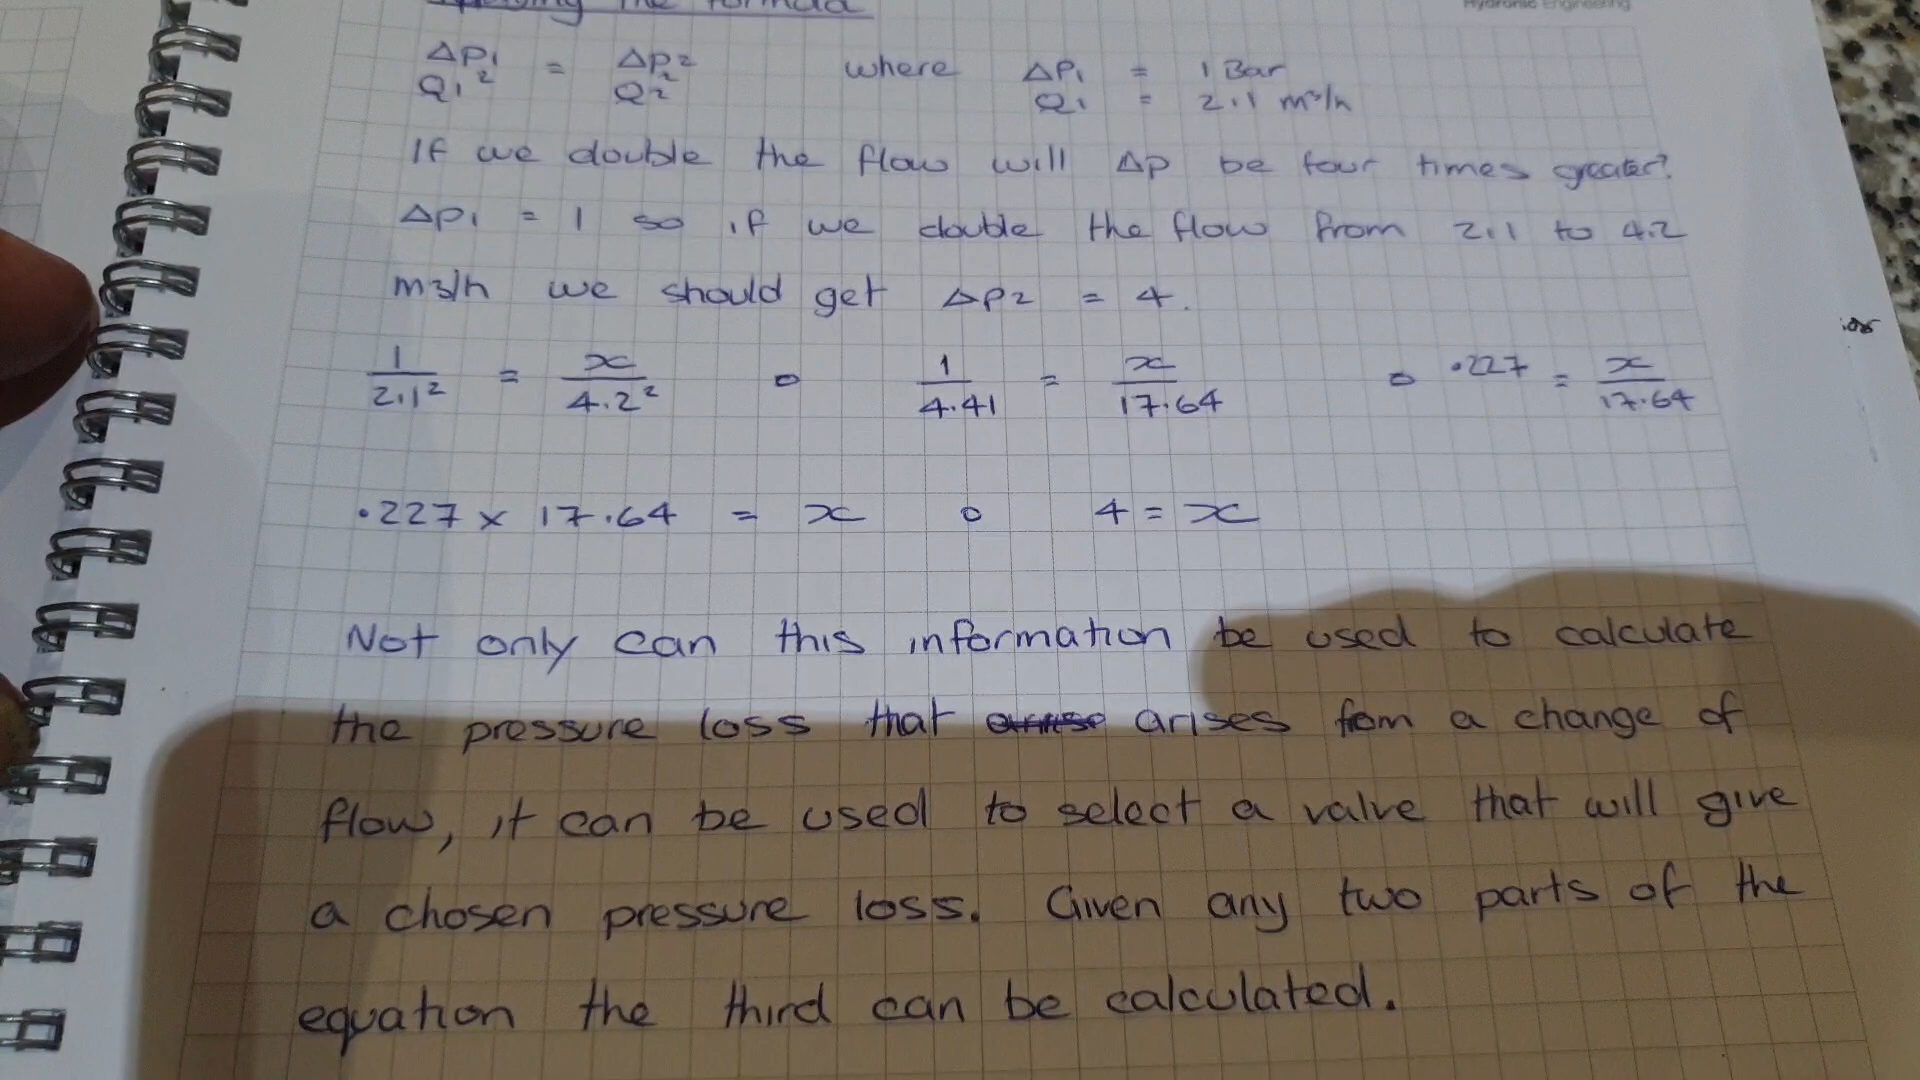 the formula
Hydronic Engineering
Δp1 / Q1² = Δp2 / Q2² where Δp1 = 1 Bar
Q1 = 2.1 m³/h
If we double the flow will Δp be four times greater?
Δp1 = 1 so if we double the flow from 2.1 to 4.2
m3/h we should get Δp2 = 4.
1/2.1² = x/4.2² o 1/4.41 = x/17.64 o .227 = x/17.64
.227 x 17.64 = x o 4 = x
Not only can this information be used to calculate
the pressure loss that arises from a change of
flow, it can be used to select a valve that will give
a chosen pressure loss. Given any two parts of the
equation the third can be calculated.